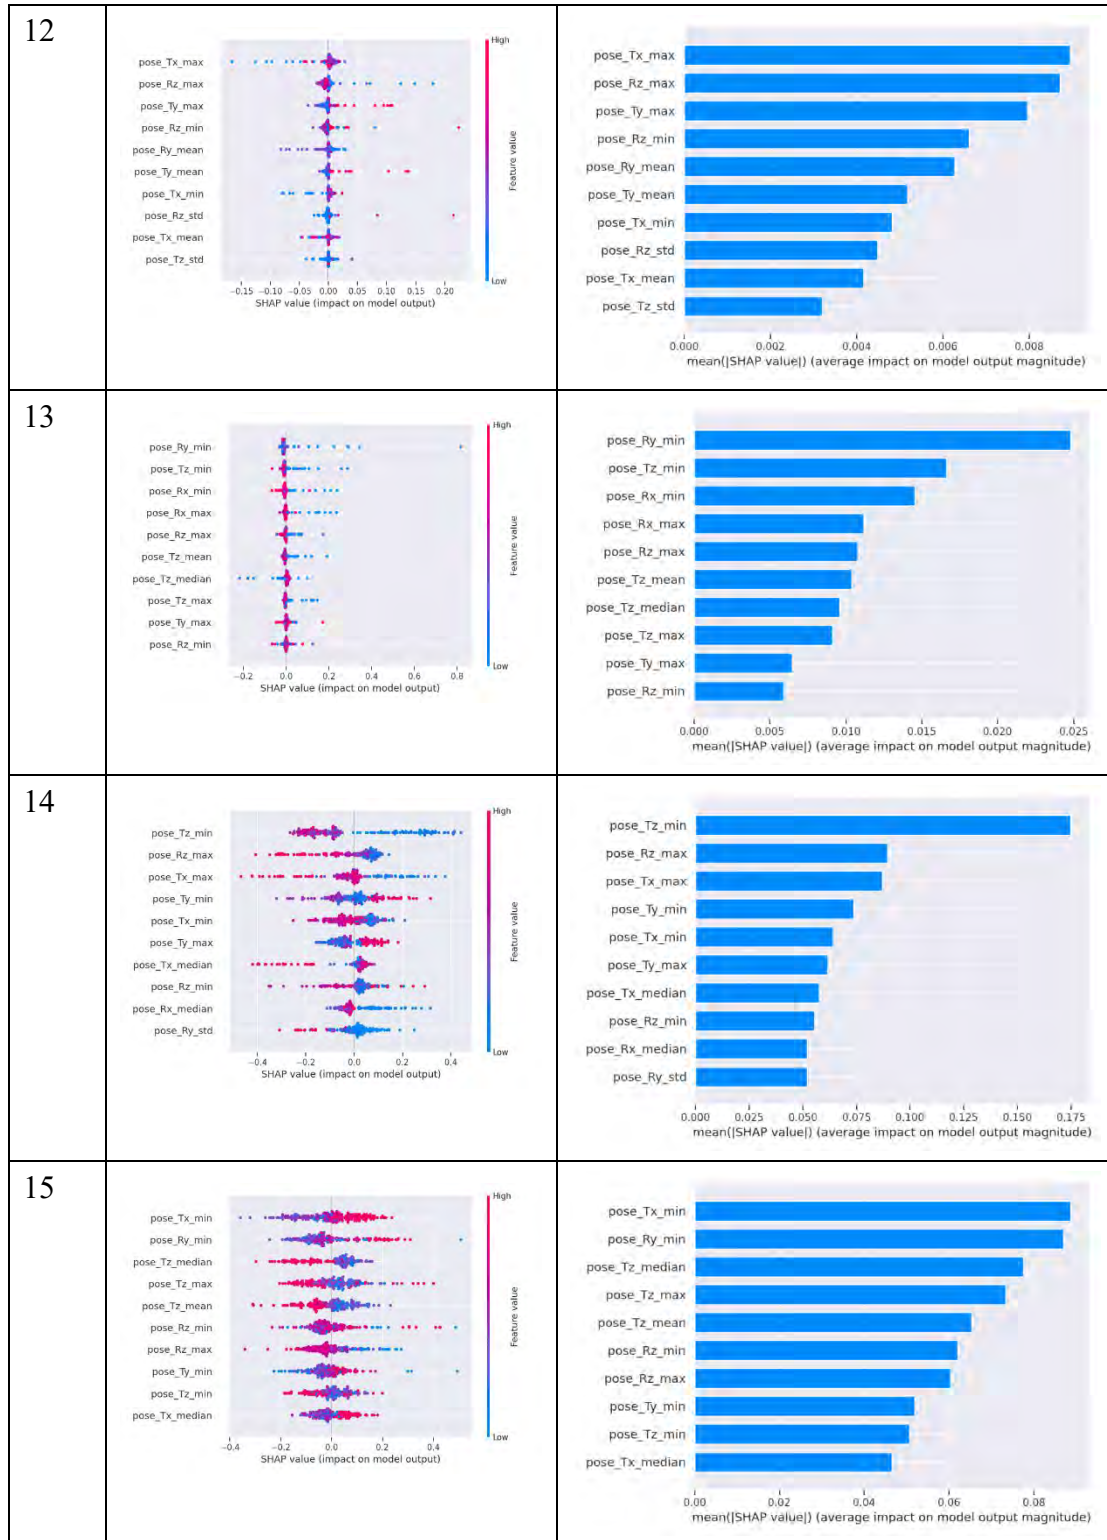 12
High
pose_Tx_max
pose_Rz_max
pose_Ty_max
pose_Rz_min
pose_Ry_mean
pose_Ty_mean
pose_Tx_min
pose_Rz_std
pose_Tx_mean
pose_Tz_std
Feature value
Low
−0.15 −0.10 −0.05 0.00 0.05 0.10 0.15 0.20
SHAP value (impact on model output)
pose_Tx_max
pose_Rz_max
pose_Ty_max
pose_Rz_min
pose_Ry_mean
pose_Ty_mean
pose_Tx_min
pose_Rz_std
pose_Tx_mean
pose_Tz_std
0.000 0.002 0.004 0.006 0.008
mean(|SHAP value|) (average impact on model output magnitude)
13
High
pose_Ry_min
pose_Tz_min
pose_Rx_min
pose_Rx_max
pose_Rz_max
pose_Tz_mean
pose_Tz_median
pose_Tz_max
pose_Ty_max
pose_Rz_min
Feature value
Low
−0.2 0.0 0.2 0.4 0.6 0.8
SHAP value (impact on model output)
pose_Ry_min
pose_Tz_min
pose_Rx_min
pose_Rx_max
pose_Rz_max
pose_Tz_mean
pose_Tz_median
pose_Tz_max
pose_Ty_max
pose_Rz_min
0.000 0.005 0.010 0.015 0.020 0.025
mean(|SHAP value|) (average impact on model output magnitude)
14
High
pose_Tz_min
pose_Rz_max
pose_Tx_max
pose_Ty_min
pose_Tx_min
pose_Ty_max
pose_Tx_median
pose_Rz_min
pose_Rx_median
pose_Ry_std
Feature value
Low
−0.4 −0.2 0.0 0.2 0.4
SHAP value (impact on model output)
pose_Tz_min
pose_Rz_max
pose_Tx_max
pose_Ty_min
pose_Tx_min
pose_Ty_max
pose_Tx_median
pose_Rz_min
pose_Rx_median
pose_Ry_std
0.000 0.025 0.050 0.075 0.100 0.125 0.150 0.175
mean(|SHAP value|) (average impact on model output magnitude)
15
High
pose_Tx_min
pose_Ry_min
pose_Tz_median
pose_Tz_max
pose_Tz_mean
pose_Rz_min
pose_Rz_max
pose_Ty_min
pose_Tz_min
pose_Tx_median
Feature value
Low
−0.4 −0.2 0.0 0.2 0.4
SHAP value (impact on model output)
pose_Tx_min
pose_Ry_min
pose_Tz_median
pose_Tz_max
pose_Tz_mean
pose_Rz_min
pose_Rz_max
pose_Ty_min
pose_Tz_min
pose_Tx_median
0.00 0.02 0.04 0.06 0.08
mean(|SHAP value|) (average impact on model output magnitude)